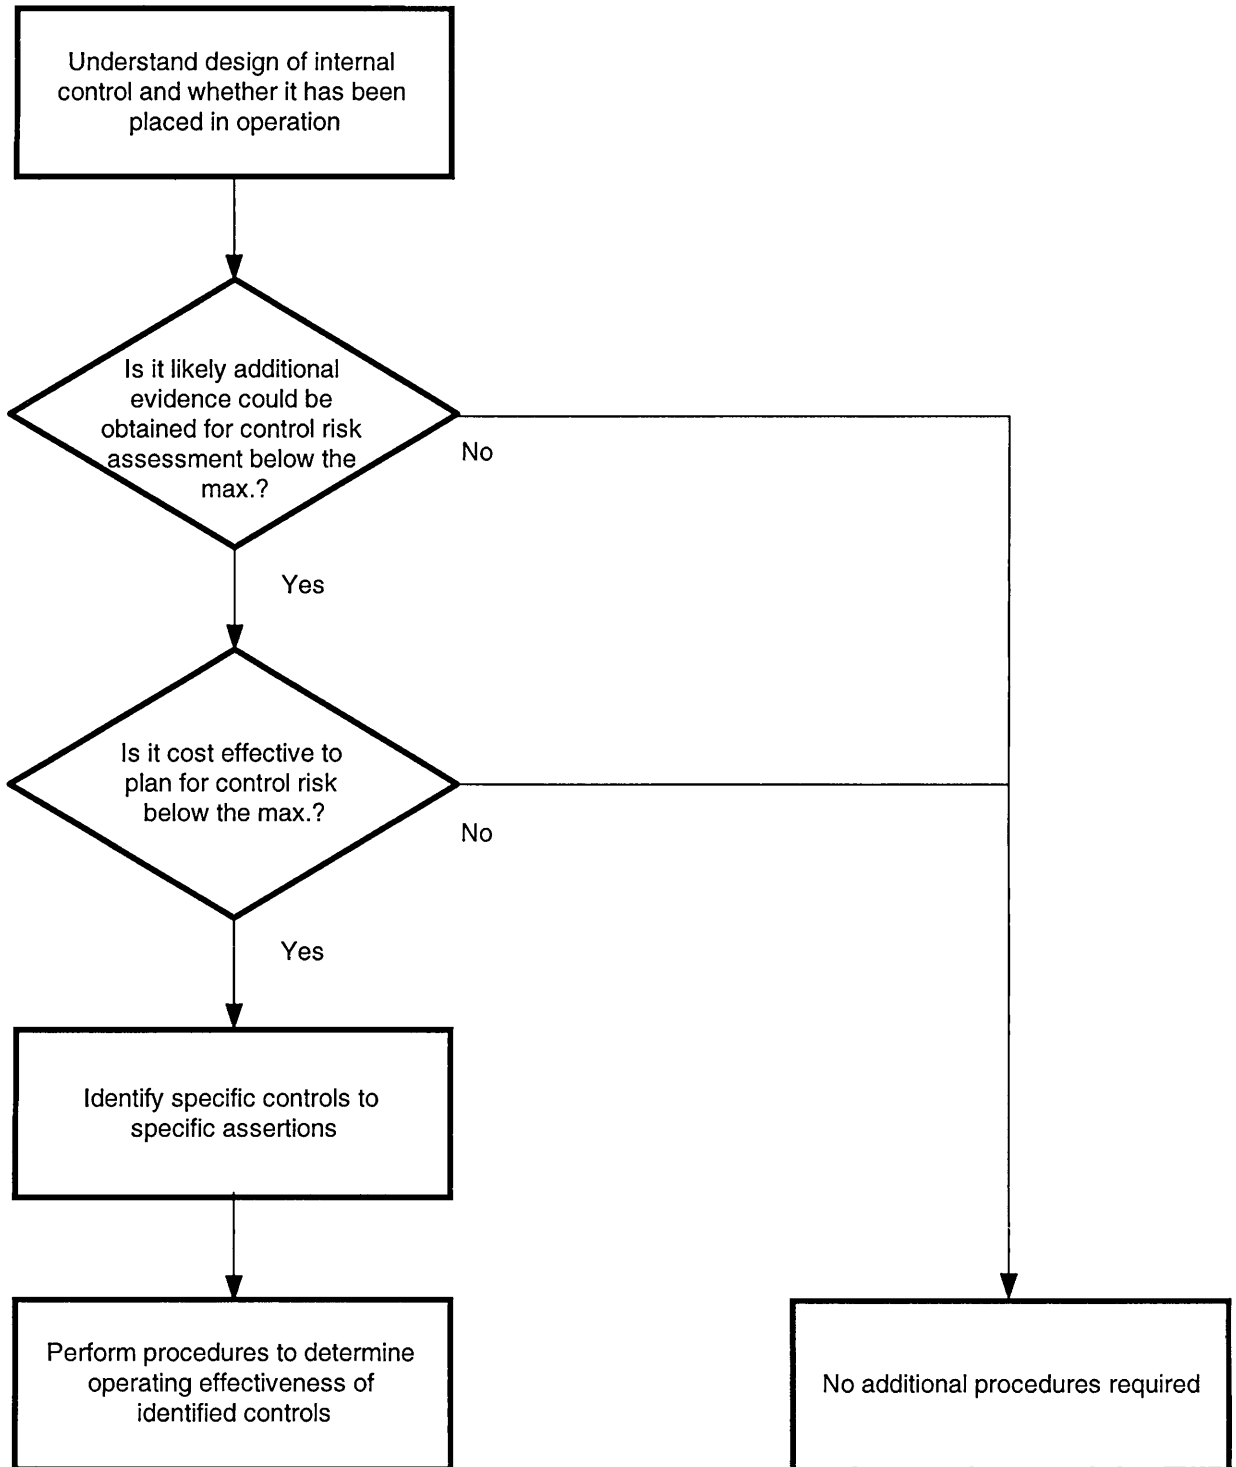 Understand design of internal
control and whether it has been
placed in operation
Is it likely additional
evidence could be
obtained for control risk
assessment below the
max.?
No
Yes
Is it cost effective to
plan for control risk
below the max.?
No
Yes
Identify specific controls to
specific assertions
Perform procedures to determine
operating effectiveness of
identified controls
No additional procedures required